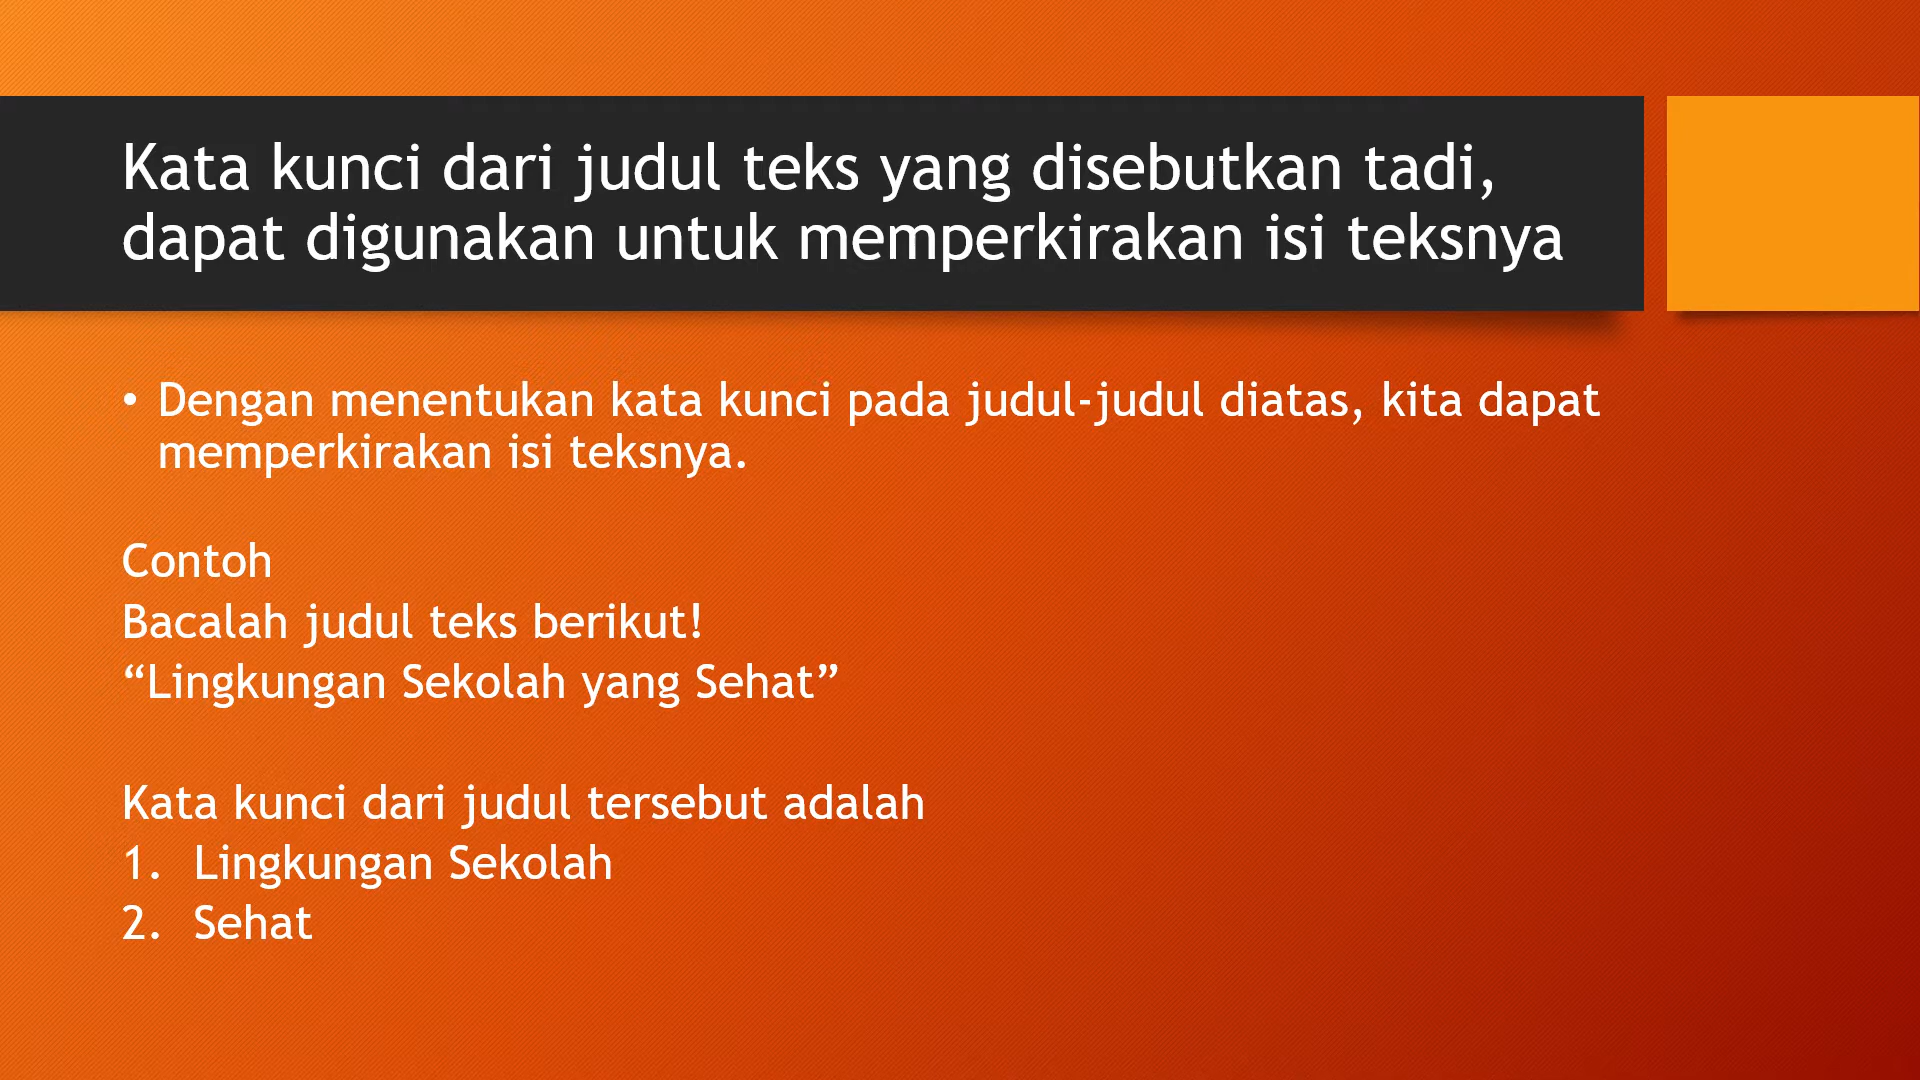 Kata kunci dari judul teks yang disebutkan tadi,
dapat digunakan untuk memperkirakan isi teksnya
• Dengan menentukan kata kunci pada judul-judul diatas, kita dapat
memperkirakan isi teksnya.
Contoh
Bacalah judul teks berikut!
“Lingkungan Sekolah yang Sehat”
Kata kunci dari judul tersebut adalah
1. Lingkungan Sekolah
2. Sehat